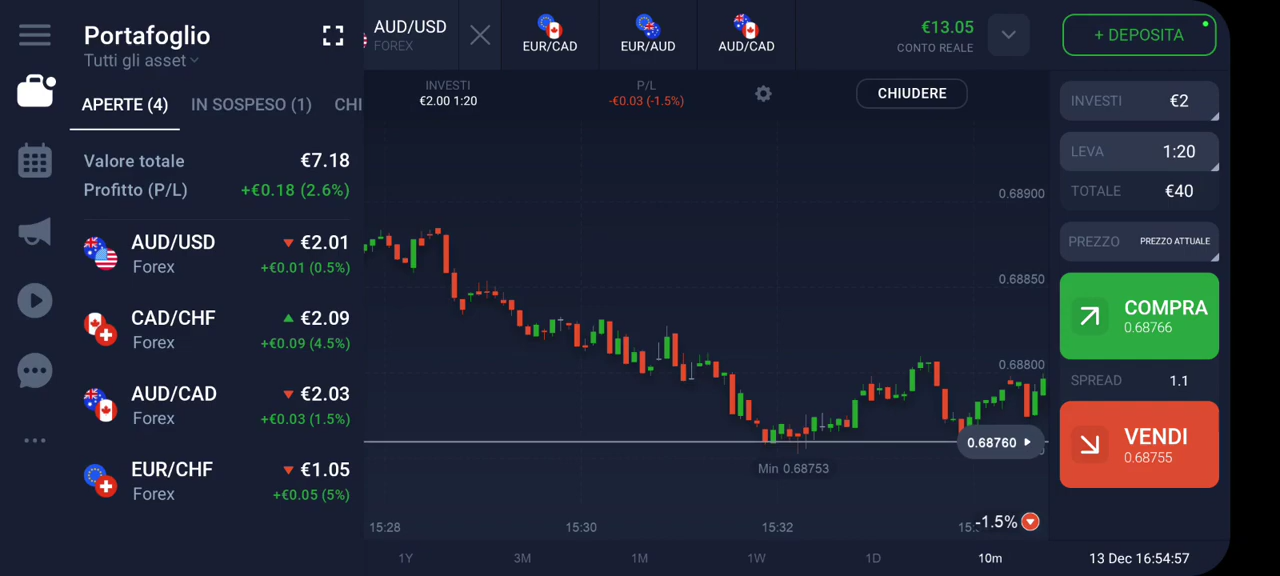 Portafoglio
Tutti gli asset
APERTE (4) IN SOSPESO (1) CHI
Valore totale €7.18
Profitto (P/L) +€0.18 (2.6%)
AUD/USD €2.01
Forex +€0.01 (0.5%)
CAD/CHF €2.09
Forex +€0.09 (4.5%)
AUD/CAD €2.03
Forex +€0.03 (1.5%)
EUR/CHF €1.05
Forex +€0.05 (5%)
AUD/USD
FOREX
EUR/CAD
EUR/AUD
AUD/CAD
€13.05
CONTO REALE
+ DEPOSITA
INVESTI
€2.00 1:20
P/L
-€0.03 (-1.5%)
CHIUDERE
0.68900
0.68850
0.68800
0.68760
Min 0.68753
-1.5%
15:28 15:30 15:32 15:
1Y 3M 1M 1W 1D 10m
INVESTI €2
LEVA 1:20
TOTALE €40
PREZZO PREZZO ATTUALE
COMPRA
0.68766
SPREAD 1.1
VENDI
0.68755
13 Dec 16:54:57